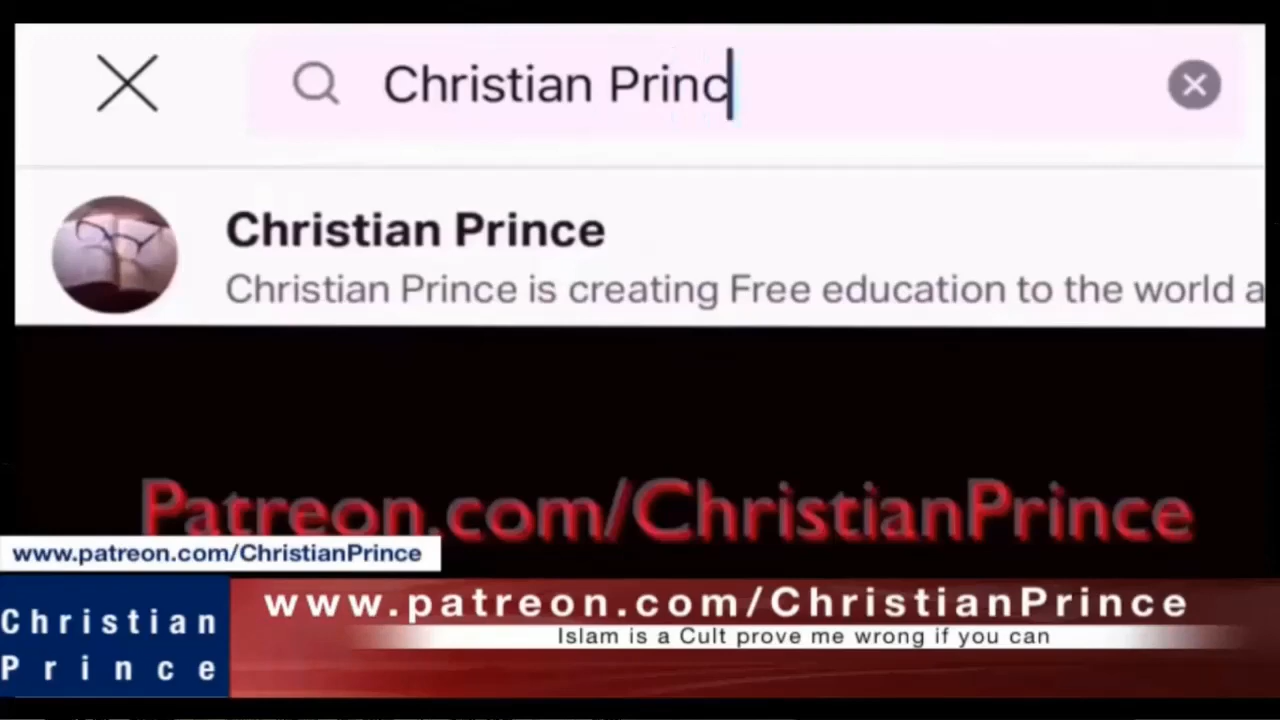 Christian Princ
Christian Prince
Christian Prince is creating Free education to the world a
Patreon.com/ChristianPrince
www.patreon.com/ChristianPrince
Christian
Prince
www.patreon.com/ChristianPrince
Islam is a Cult prove me wrong if you can